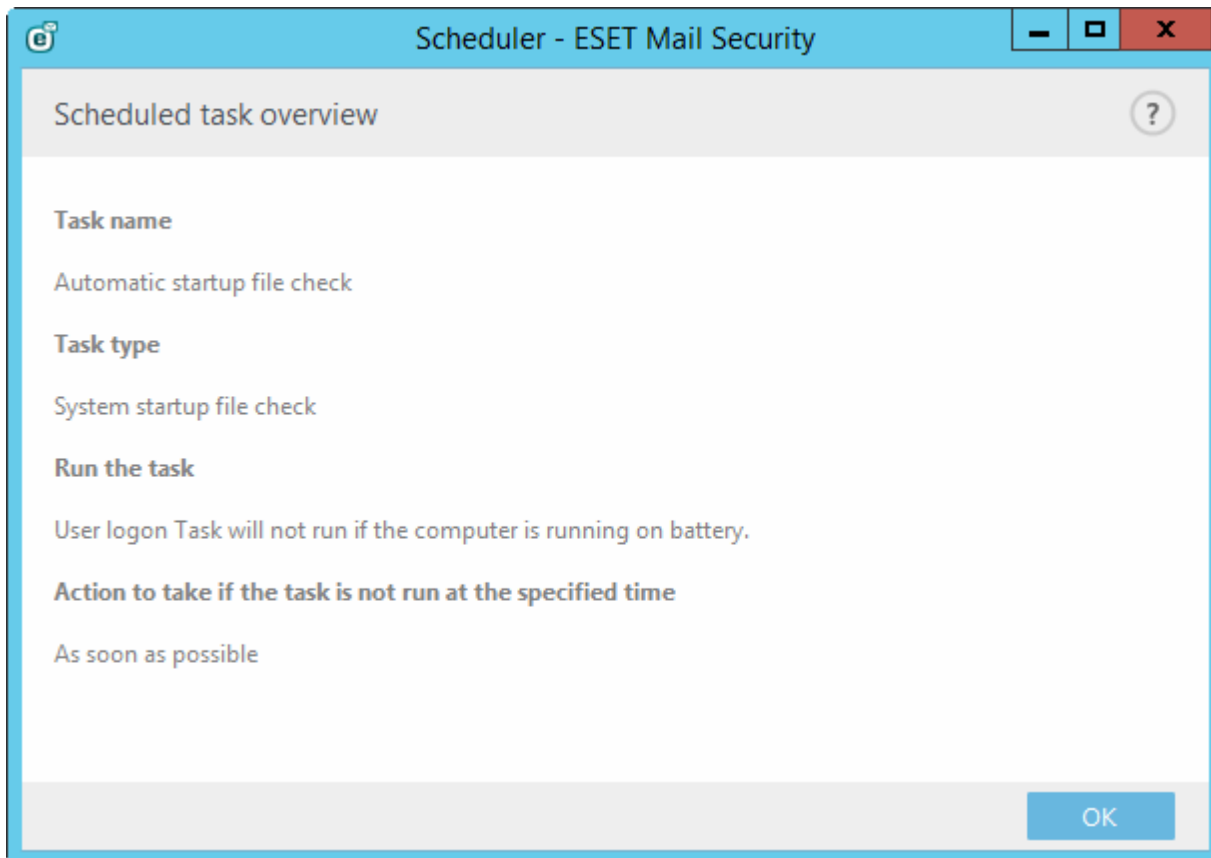 Scheduler - ESET Mail Security
Scheduled task overview
?
Task name
Automatic startup file check
Task type
System startup file check
Run the task
User logon Task will not run if the computer is running on battery.
Action to take if the task is not run at the specified time
As soon as possible
OK